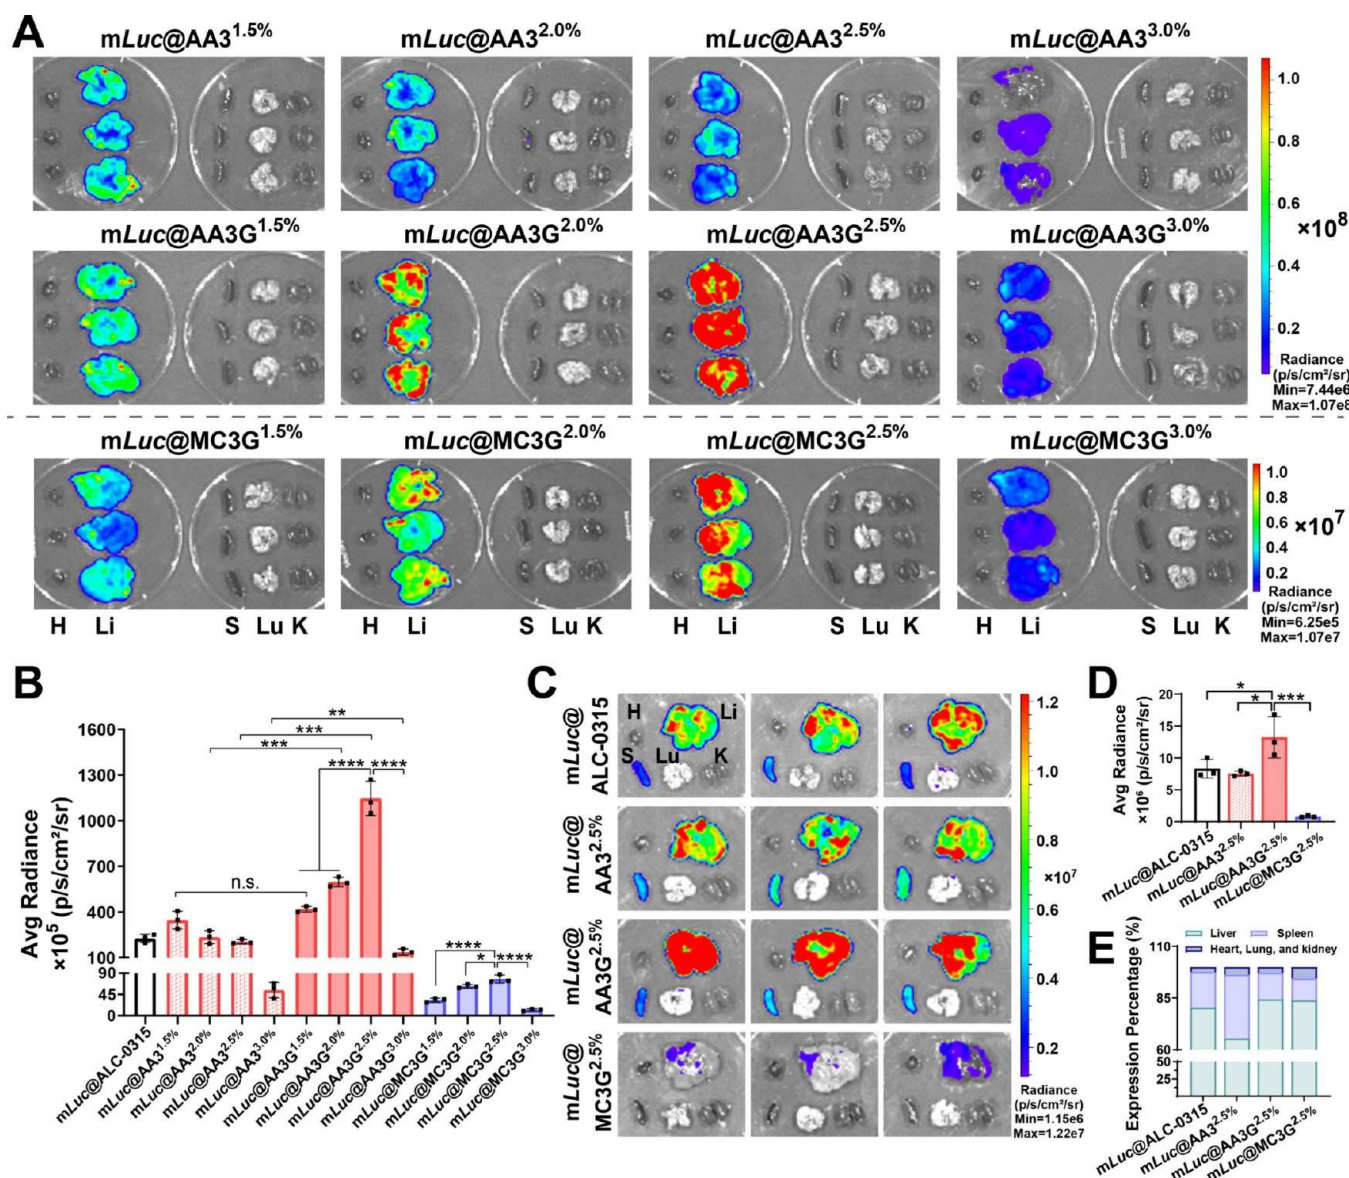 A
mLuc@AA3^1.5% mLuc@AA3^2.0% mLuc@AA3^2.5% mLuc@AA3^3.0%
1.0
0.8
0.6
×10^8
0.4
0.2
Radiance
(p/s/cm²/sr)
Min=7.44e6
Max=1.07e8
mLuc@AA3G^1.5% mLuc@AA3G^2.0% mLuc@AA3G^2.5% mLuc@AA3G^3.0%
mLuc@MC3G^1.5% mLuc@MC3G^2.0% mLuc@MC3G^2.5% mLuc@MC3G^3.0%
1.0
0.8
0.6
×10^7
0.4
0.2
Radiance
(p/s/cm²/sr)
Min=6.25e5
Max=1.07e7
H Li S Lu K H Li S Lu K H Li S Lu K H Li S Lu K
B
Avg Radiance
×10^5 (p/s/cm²/sr)
1600
1300
1000
700
400
100
90
45
0
**
***
***
**** ****
n.s.
****
* ****
mLuc@ALC-0315
mLuc@AA3^1.5%
mLuc@AA3^2.0%
mLuc@AA3^2.5%
mLuc@AA3^3.0%
mLuc@AA3G^1.5%
mLuc@AA3G^2.0%
mLuc@AA3G^2.5%
mLuc@AA3G^3.0%
mLuc@MC3G^1.5%
mLuc@MC3G^2.0%
mLuc@MC3G^2.5%
mLuc@MC3G^3.0%
C
mLuc@
ALC-0315
H Li
S Lu K
mLuc@
AA3^2.5%
mLuc@
AA3G^2.5%
mLuc@
MC3G^2.5%
1.2
1.0
0.8
×10^7
0.6
0.4
0.2
Radiance
(p/s/cm²/sr)
Min=1.15e6
Max=1.22e7
D
Avg Radiance
×10^6 (p/s/cm²/sr)
20
15
10
5
0
*
* ***
mLuc@ALC-0315
mLuc@AA3^2.5%
mLuc@AA3G^2.5%
mLuc@MC3G^2.5%
E
Liver Spleen
Heart, Lung, and kidney
Expression Percentage (%)
110
85
60
50
25
mLuc@ALC-0315
mLuc@AA3^2.5%
mLuc@AA3G^2.5%
mLuc@MC3G^2.5%